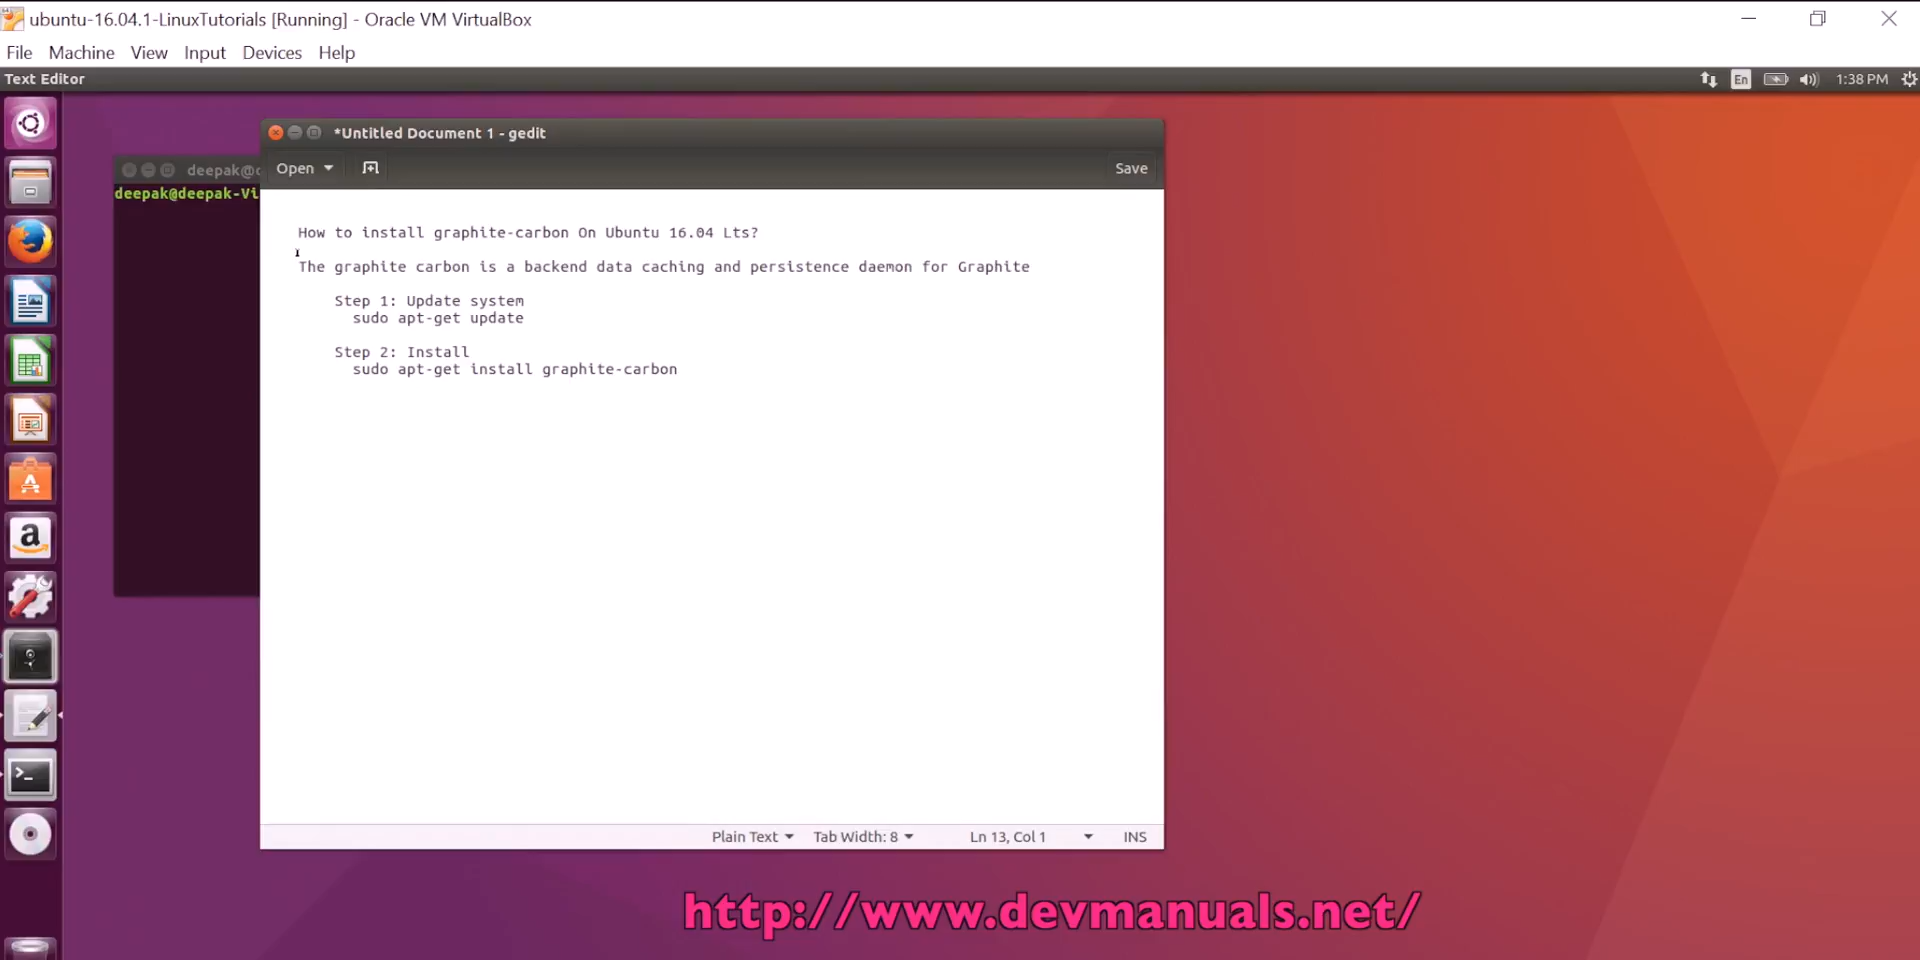 ubuntu-16.04.1-LinuxTutorials [Running] - Oracle VM VirtualBox
File Machine View Input Devices Help
Text Editor
En
1:38 PM
*Untitled Document 1 - gedit
Open
Save
deepak@d
deepak@deepak-Vi
How to install graphite-carbon On Ubuntu 16.04 Lts?
The graphite carbon is a backend data caching and persistence daemon for Graphite
Step 1: Update system
sudo apt-get update
Step 2: Install
sudo apt-get install graphite-carbon
Plain Text
Tab Width: 8
Ln 13, Col 1
INS
http://www.devmanuals.net/